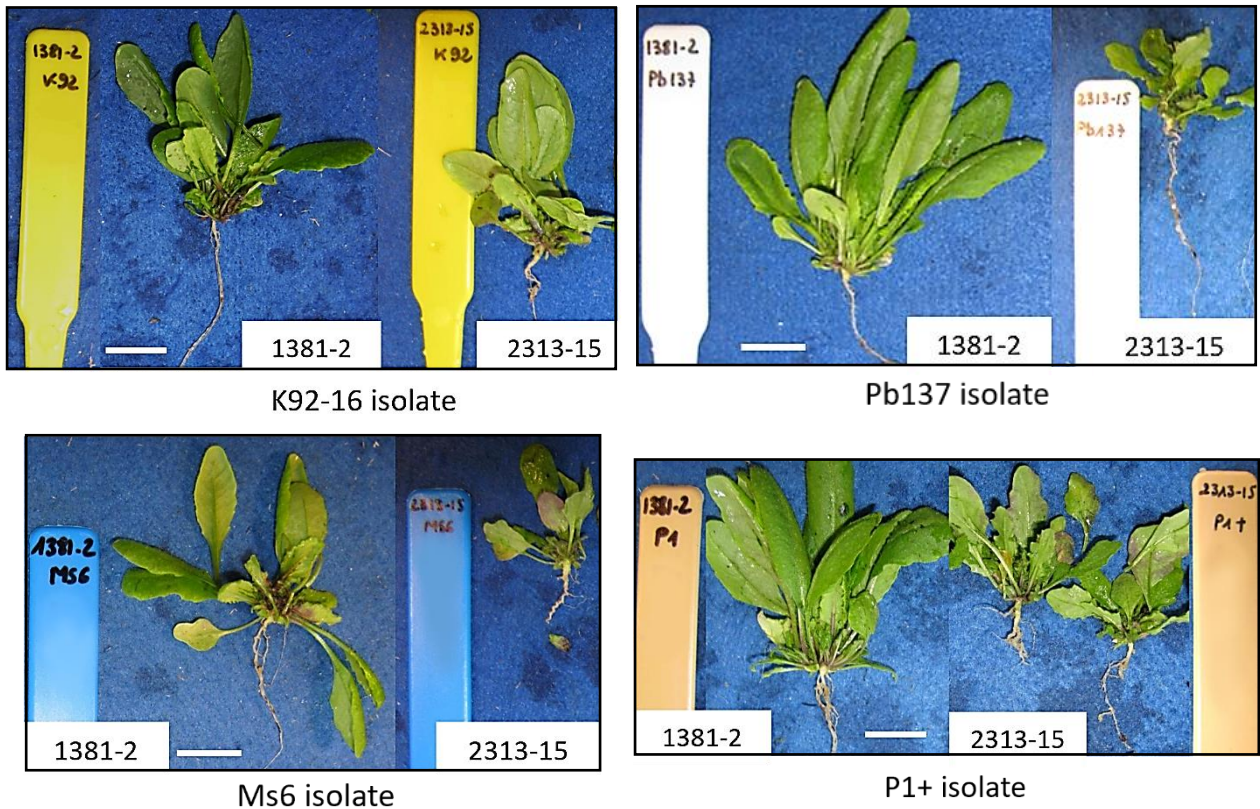 1381-2
K92
2313-15
K92
1381-2
2313-15
K92-16 isolate
1381-2
Pb137
2313-15
Pb137
1381-2
2313-15
Pb137 isolate
1381-2
MS6
2313-15
MS6
1381-2
2313-15
Ms6 isolate
1381-2
P1
2313-15
P1+
1381-2
2313-15
P1+ isolate